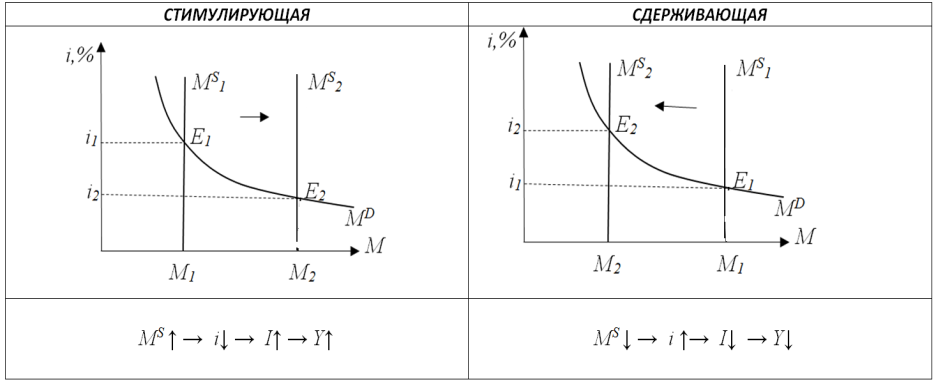 СТИМУЛИРУЮЩАЯ
i,%
M^S_1
M^S_2
i_1
E_1
i_2
E_2
M^D
M
M_1
M_2
M^S↑ → i↓ → I↑ → Y↑
СДЕРЖИВАЮЩАЯ
i,%
M^S_2
M^S_1
i_2
E_2
i_1
E_1
M^D
M
M_2
M_1
M^S↓ → i ↑→ I↓ → Y↓